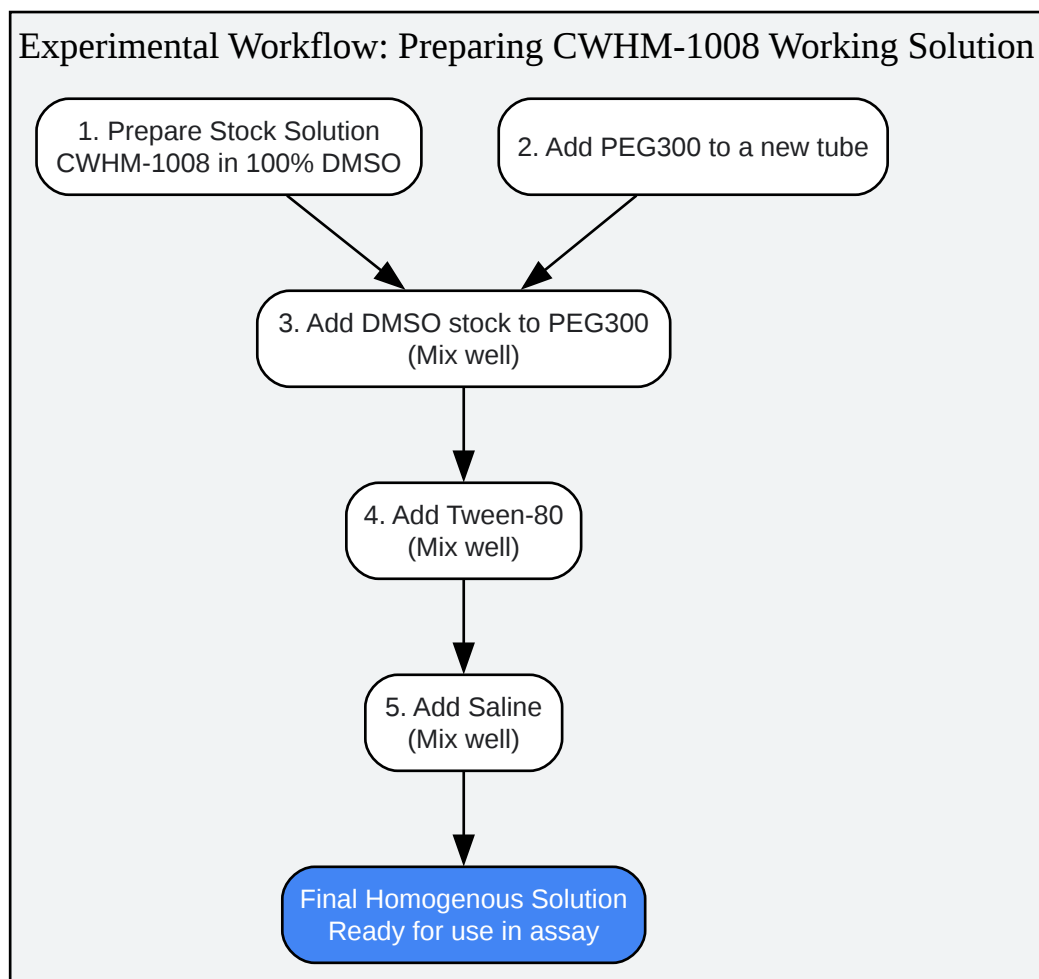 Experimental Workflow: Preparing CWHM-1008 Working Solution
1. Prepare Stock Solution
CWHM-1008 in 100% DMSO
2. Add PEG300 to a new tube
3. Add DMSO stock to PEG300
(Mix well)
4. Add Tween-80
(Mix well)
5. Add Saline
(Mix well)
Final Homogenous Solution
Ready for use in assay